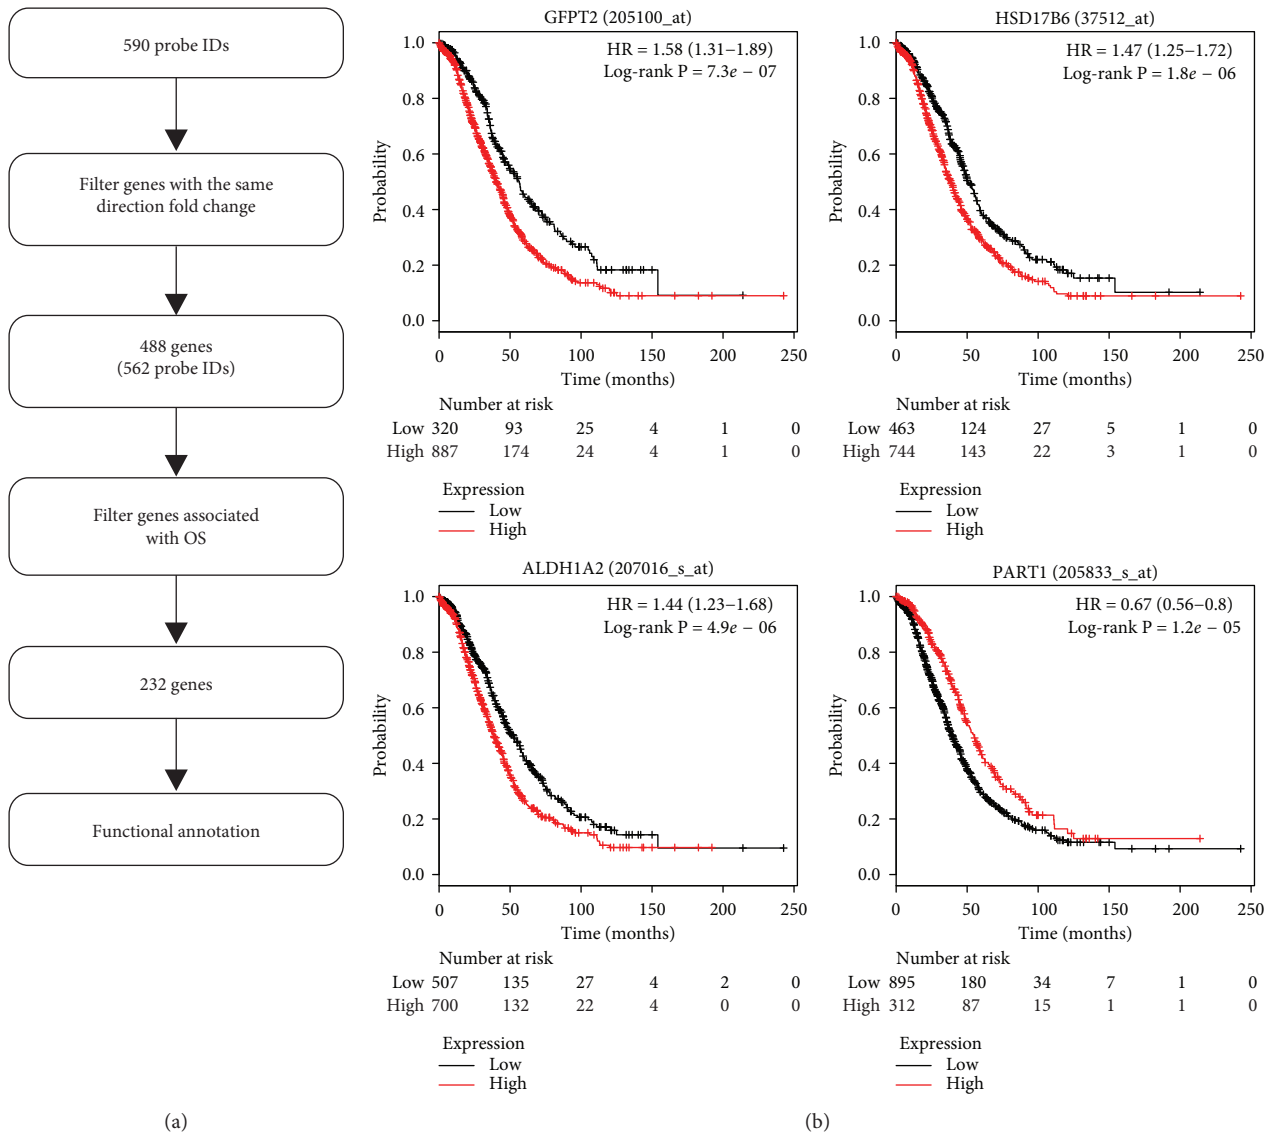 590 probe IDs
Filter genes with the same
direction fold change
488 genes
(562 probe IDs)
Filter genes associated
with OS
232 genes
Functional annotation
(a)
GFPT2 (205100_at)
HR = 1.58 (1.31–1.89)
Log-rank P = 7.3e − 07
Probability
1.0
0.8
0.6
0.4
0.2
0.0
0 50 100 150 200 250
Time (months)
Number at risk
Low 320 93 25 4 1 0
High 887 174 24 4 1 0
Expression
Low
High
HSD17B6 (37512_at)
HR = 1.47 (1.25–1.72)
Log-rank P = 1.8e − 06
Probability
1.0
0.8
0.6
0.4
0.2
0.0
0 50 100 150 200 250
Time (months)
Number at risk
Low 463 124 27 5 1 0
High 744 143 22 3 1 0
Expression
Low
High
ALDH1A2 (207016_s_at)
HR = 1.44 (1.23–1.68)
Log-rank P = 4.9e − 06
Probability
1.0
0.8
0.6
0.4
0.2
0.0
0 50 100 150 200 250
Time (months)
Number at risk
Low 507 135 27 4 2 0
High 700 132 22 4 0 0
Expression
Low
High
PART1 (205833_s_at)
HR = 0.67 (0.56–0.8)
Log-rank P = 1.2e − 05
Probability
1.0
0.8
0.6
0.4
0.2
0.0
0 50 100 150 200 250
Time (months)
Number at risk
Low 895 180 34 7 1 0
High 312 87 15 1 1 0
Expression
Low
High
(b)